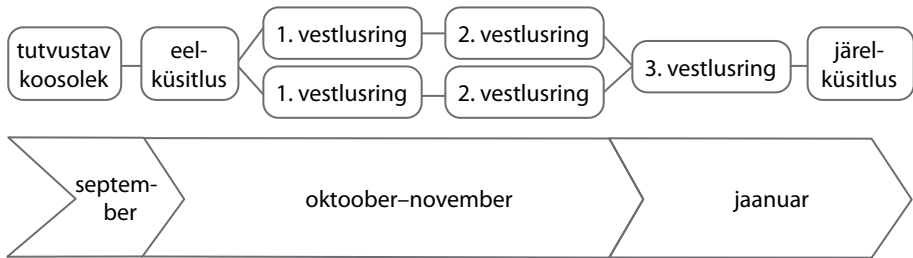 tutvustav
koosolek
eel-
küsitlus
1. vestlusring
2. vestlusring
1. vestlusring
2. vestlusring
3. vestlusring
järel-
küsitlus
septem-
ber
oktoober–november
jaanuar